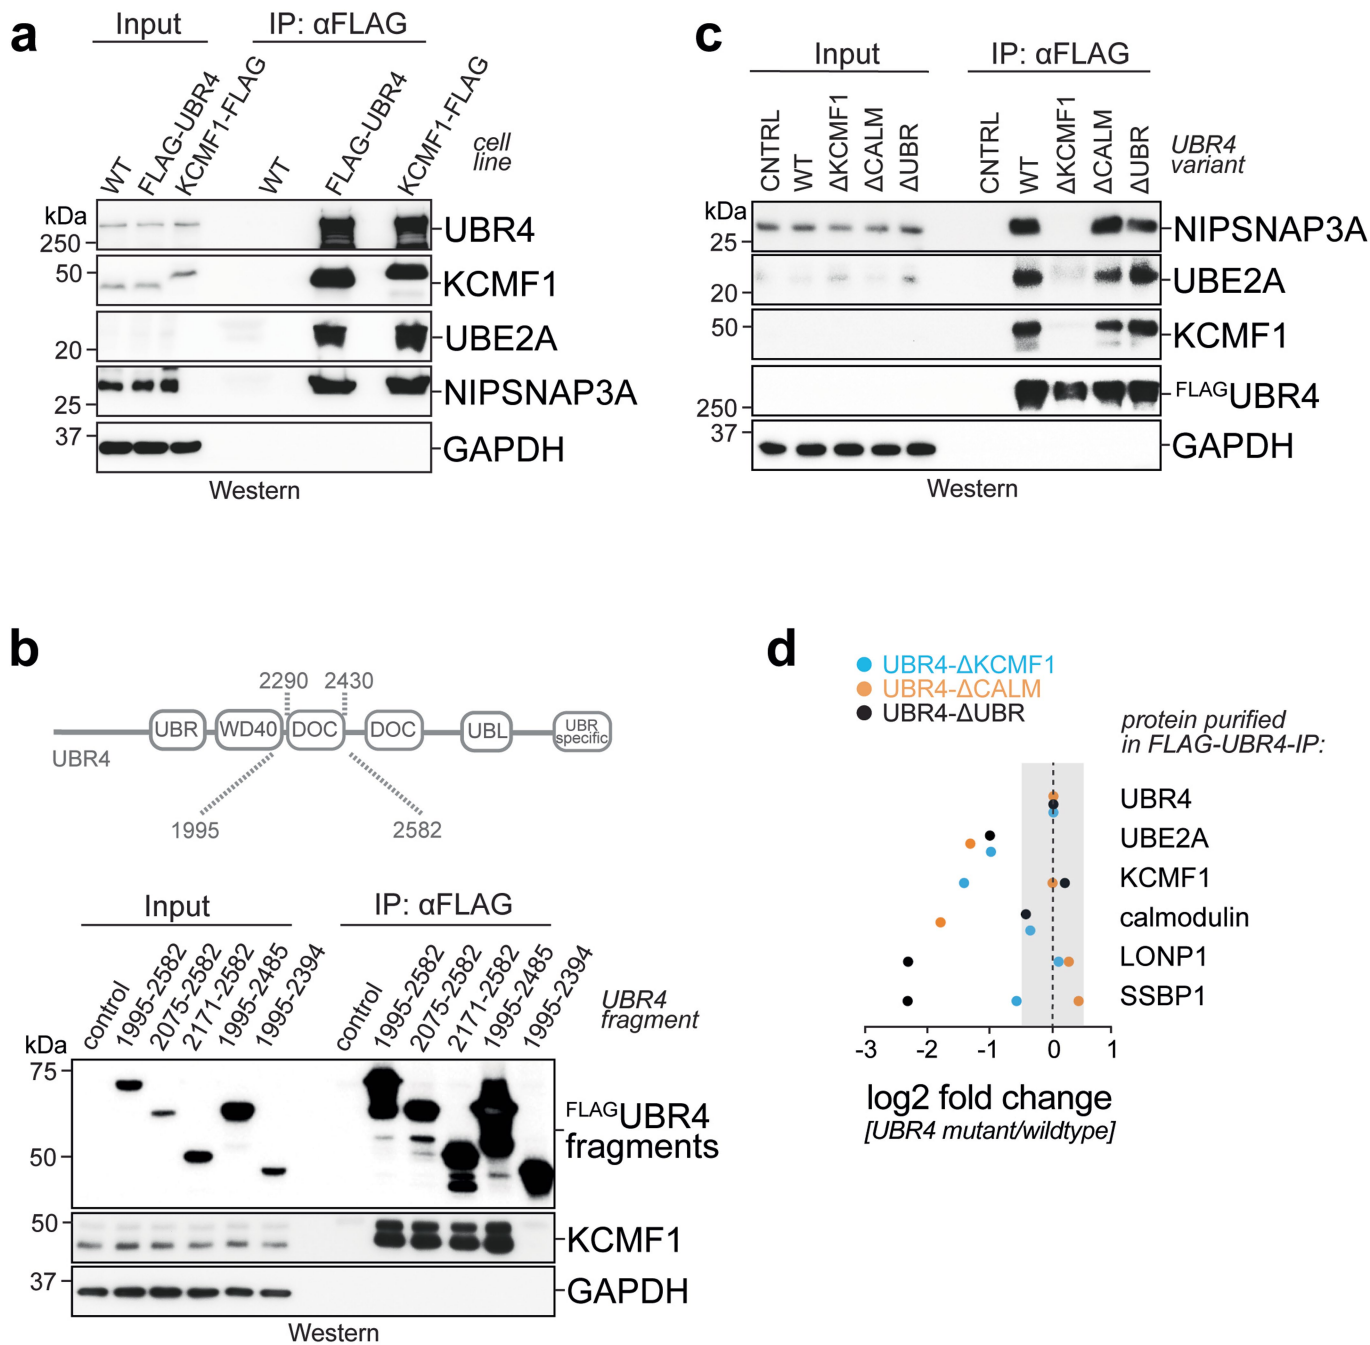 a
Input
IP: αFLAG
WT
FLAG-UBR4
KCMF1-FLAG
WT
FLAG-UBR4
KCMF1-FLAG
cell
line
kDa
250
UBR4
50
KCMF1
20
UBE2A
25
NIPSNAP3A
37
GAPDH
Western
c
Input
IP: αFLAG
CNTRL
WT
ΔKCMF1
ΔCALM
ΔUBR
CNTRL
WT
ΔKCMF1
ΔCALM
ΔUBR
UBR4
variant
kDa
25
NIPSNAP3A
20
UBE2A
50
KCMF1
250
FLAGUBR4
37
GAPDH
Western
b
2290
2430
UBR
WD40
DOC
DOC
UBL
UBR
specific
UBR4
1995
2582
Input
IP: αFLAG
control
1995-2582
2075-2582
2171-2582
1995-2485
1995-2394
control
1995-2582
2075-2582
2171-2582
1995-2485
1995-2394
UBR4
fragment
kDa
75
50
FLAGUBR4
fragments
50
KCMF1
37
GAPDH
Western
d
UBR4-ΔKCMF1
UBR4-ΔCALM
UBR4-ΔUBR
protein purified
in FLAG-UBR4-IP:
UBR4
UBE2A
KCMF1
calmodulin
LONP1
SSBP1
-3 -2 -1 0 1
log2 fold change
[UBR4 mutant/wildtype]